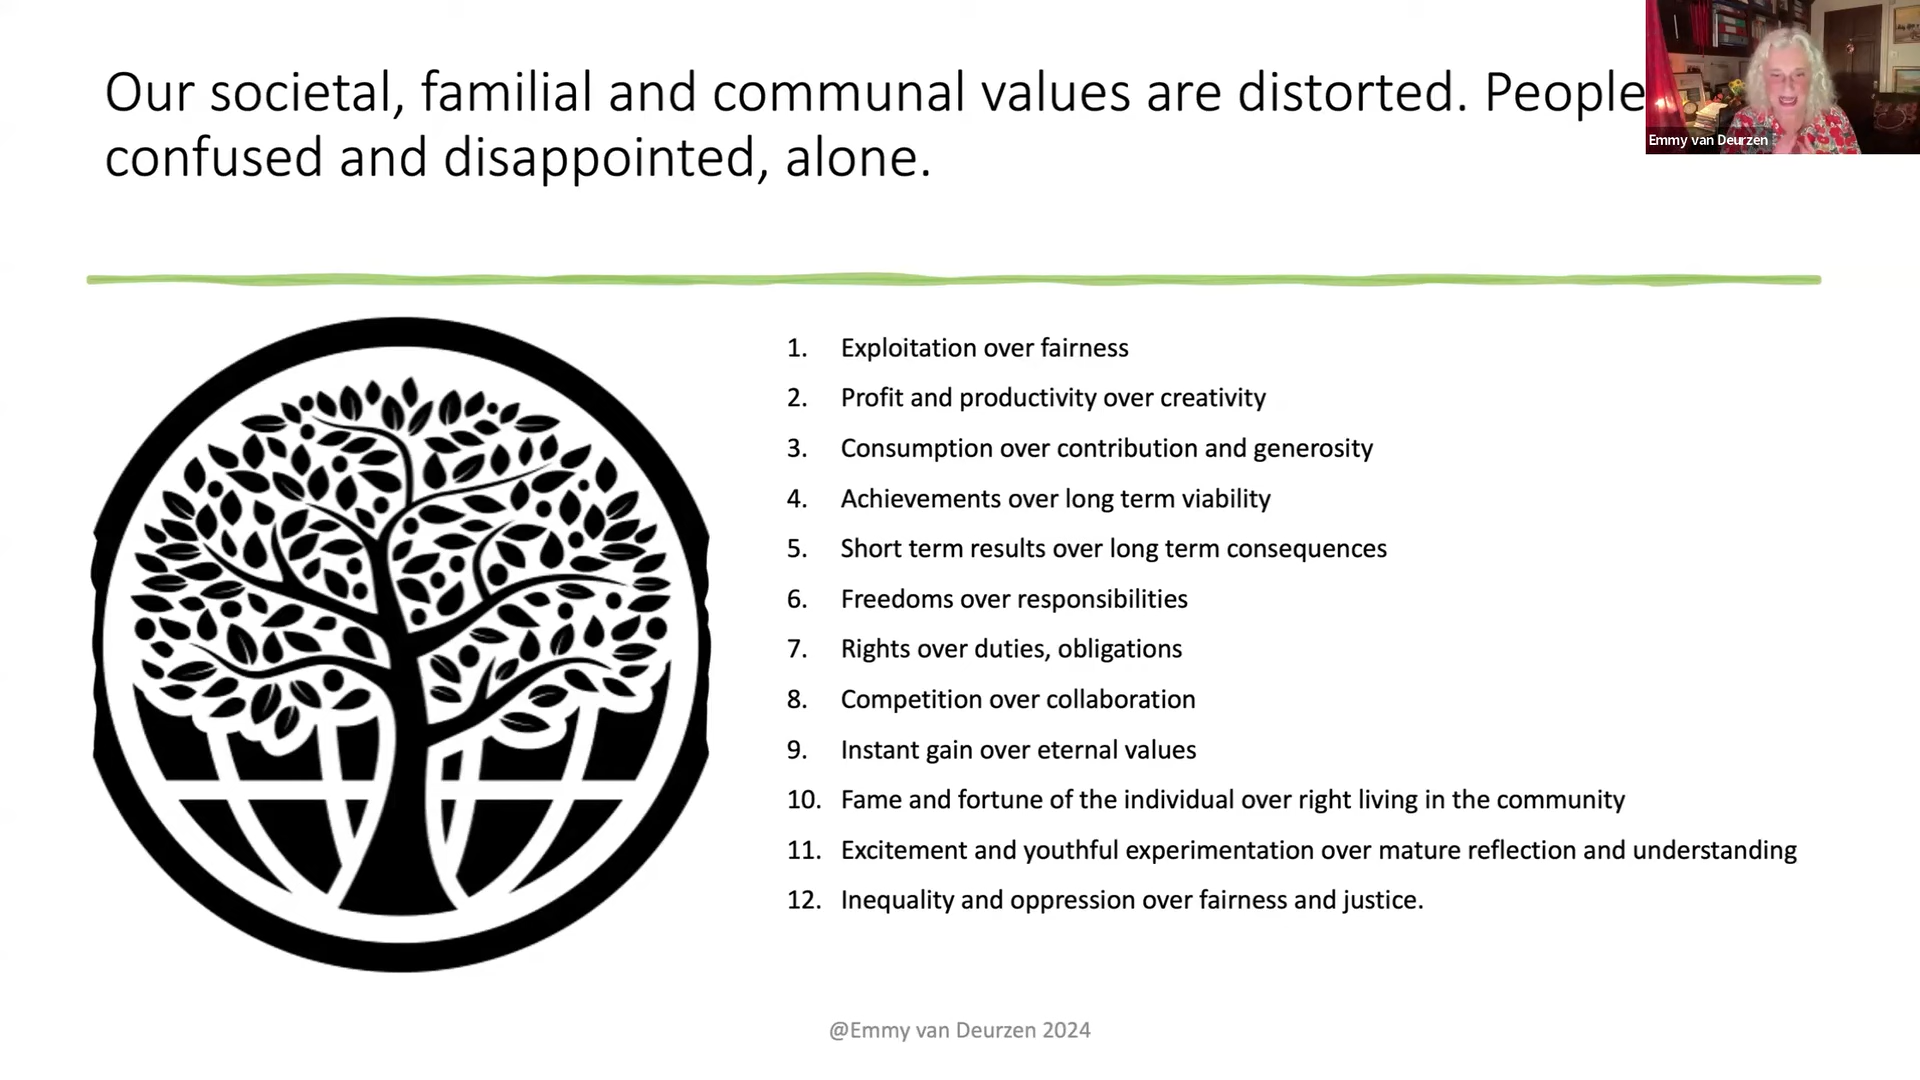 Our societal, familial and communal values are distorted. People
confused and disappointed, alone.
Emmy van Deurzen
1. Exploitation over fairness
2. Profit and productivity over creativity
3. Consumption over contribution and generosity
4. Achievements over long term viability
5. Short term results over long term consequences
6. Freedoms over responsibilities
7. Rights over duties, obligations
8. Competition over collaboration
9. Instant gain over eternal values
10. Fame and fortune of the individual over right living in the community
11. Excitement and youthful experimentation over mature reflection and understanding
12. Inequality and oppression over fairness and justice.
@Emmy van Deurzen 2024